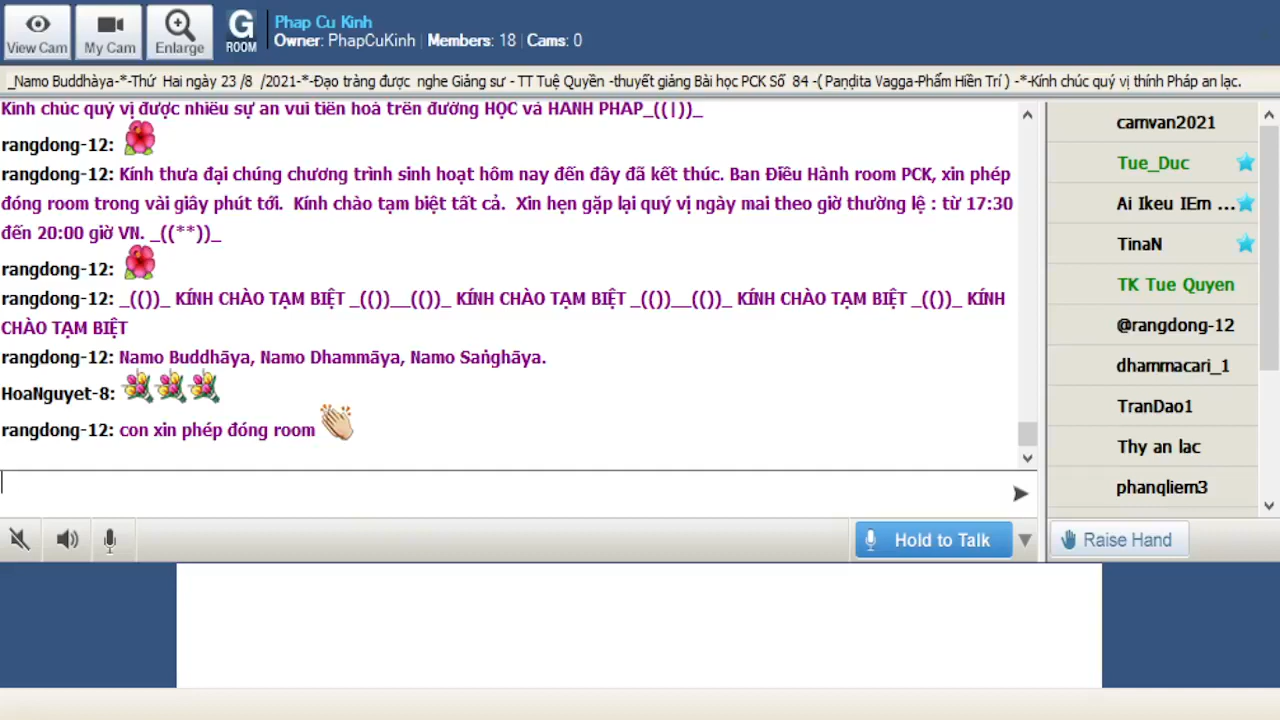 View Cam
My Cam
Enlarge
G
ROOM
Phap Cu Kinh
Owner: PhapCuKinh | Members: 18 | Cams: 0
_Namo Buddhàya-*-Thứ Hai ngày 23 /8 /2021-*-Đạo tràng được nghe Giảng sư - TT Tuệ Quyền -thuyết giảng Bài học PCK Số 84 -( Paṇḍita Vagga-Phẩm Hiền Trí ) -*-Kính chúc quý vị thính Pháp an lạc.
Kính chúc quý vị được nhiều sự an vui tiến hoá trên đường HỌC và HÀNH PHÁP_((|))_
rangdong-12:
rangdong-12: Kính thưa đại chúng chương trình sinh hoạt hôm nay đến đây đã kết thúc. Ban Điều Hành room PCK, xin phép
đóng room trong vài giây phút tới. Kính chào tạm biệt tất cả. Xin hẹn gặp lại quý vị ngày mai theo giờ thường lệ : từ 17:30
đến 20:00 giờ VN. _((**))_
rangdong-12:
rangdong-12: _(())_ KÍNH CHÀO TẠM BIỆT _(())__(())_ KÍNH CHÀO TẠM BIỆT _(())__(())_ KÍNH CHÀO TẠM BIỆT _(())_ KÍNH
CHÀO TẠM BIỆT
rangdong-12: Namo Buddhāya, Namo Dhammāya, Namo Saṅghāya.
HoaNguyet-8:
rangdong-12: con xin phép đóng room
camvan2021
Tue_Duc
Ai Ikeu IEm ...
TinaN
TK Tue Quyen
@rangdong-12
dhammacari_1
TranDao1
Thy an lac
phanqliem3
Hold to Talk
Raise Hand